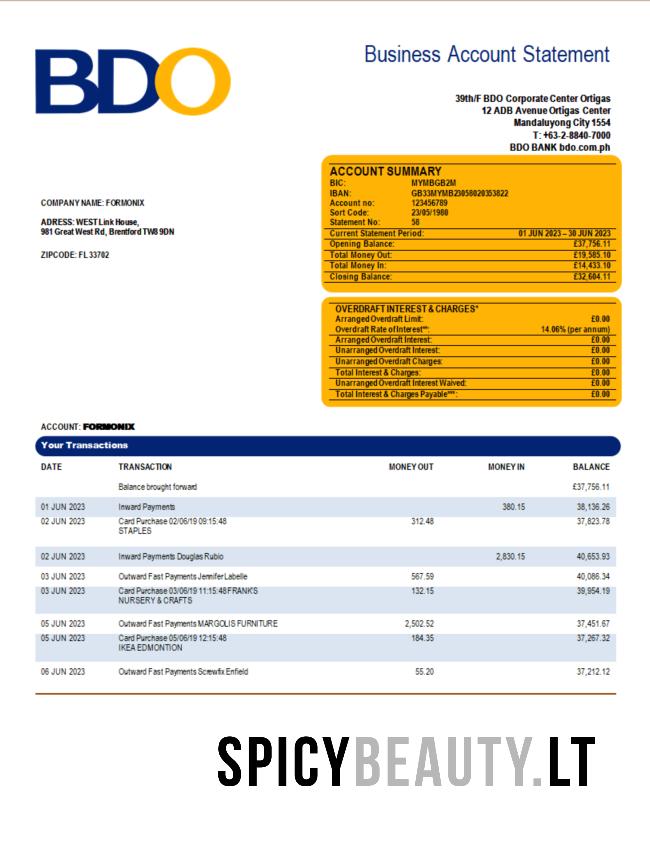 BDO
Business Account Statement
39th/F BDO Corporate Center Ortigas
12 ADB Avenue Ortigas Center
Mandaluyong City 1554
T: +63-2-8840-7000
BDO BANK bdo.com.ph
COMPANY NAME: FORMONIX
ADRESS: WEST Link House,
981 Great West Rd, Brentford TW8 9DN
ZIPCODE: FL 33702
ACCOUNT SUMMARY
BIC: MYMBGB2M
IBAN: GB33MYMB23058020353822
Account no: 123456789
Sort Code: 23/05/1980
Statement No: 58
Current Statement Period: 01 JUN 2023 – 30 JUN 2023
Opening Balance: £37,756.11
Total Money Out: £19,585.10
Total Money In: £14,433.10
Closing Balance: £32,604.11
OVERDRAFT INTEREST & CHARGES*
Arranged Overdraft Limit: £0.00
Overdraft Rate of Interest**: 14.06% (per annum)
Arranged Overdraft Interest: £0.00
Unarranged Overdraft Interest: £0.00
Unarranged Overdraft Charges: £0.00
Total Interest & Charges: £0.00
Unarranged Overdraft Interest Waived: £0.00
Total Interest & Charges Payable***: £0.00
ACCOUNT: FORMONIX
Your Transactions
DATE TRANSACTION MONEY OUT MONEY IN BALANCE
Balance brought forward £37,756.11
01 JUN 2023 Inward Payments 380.15 38,136.26
02 JUN 2023 Card Purchase 02/06/19 09:15:48 312.48 37,823.78
STAPLES
02 JUN 2023 Inward Payments Douglas Rubio 2,830.15 40,653.93
03 JUN 2023 Outward Fast Payments Jennifer Labelle 567.59 40,086.34
03 JUN 2023 Card Purchase 03/06/19 11:15:48 FRANK'S 132.15 39,954.19
NURSERY & CRAFTS
05 JUN 2023 Outward Fast Payments MARGOLIS FURNITURE 2,502.52 37,451.67
05 JUN 2023 Card Purchase 05/06/19 12:15:48 184.35 37,267.32
IKEA EDMONTION
06 JUN 2023 Outward Fast Payments Screwfix Enfield 55.20 37,212.12
SPICYBEAUTY.LT